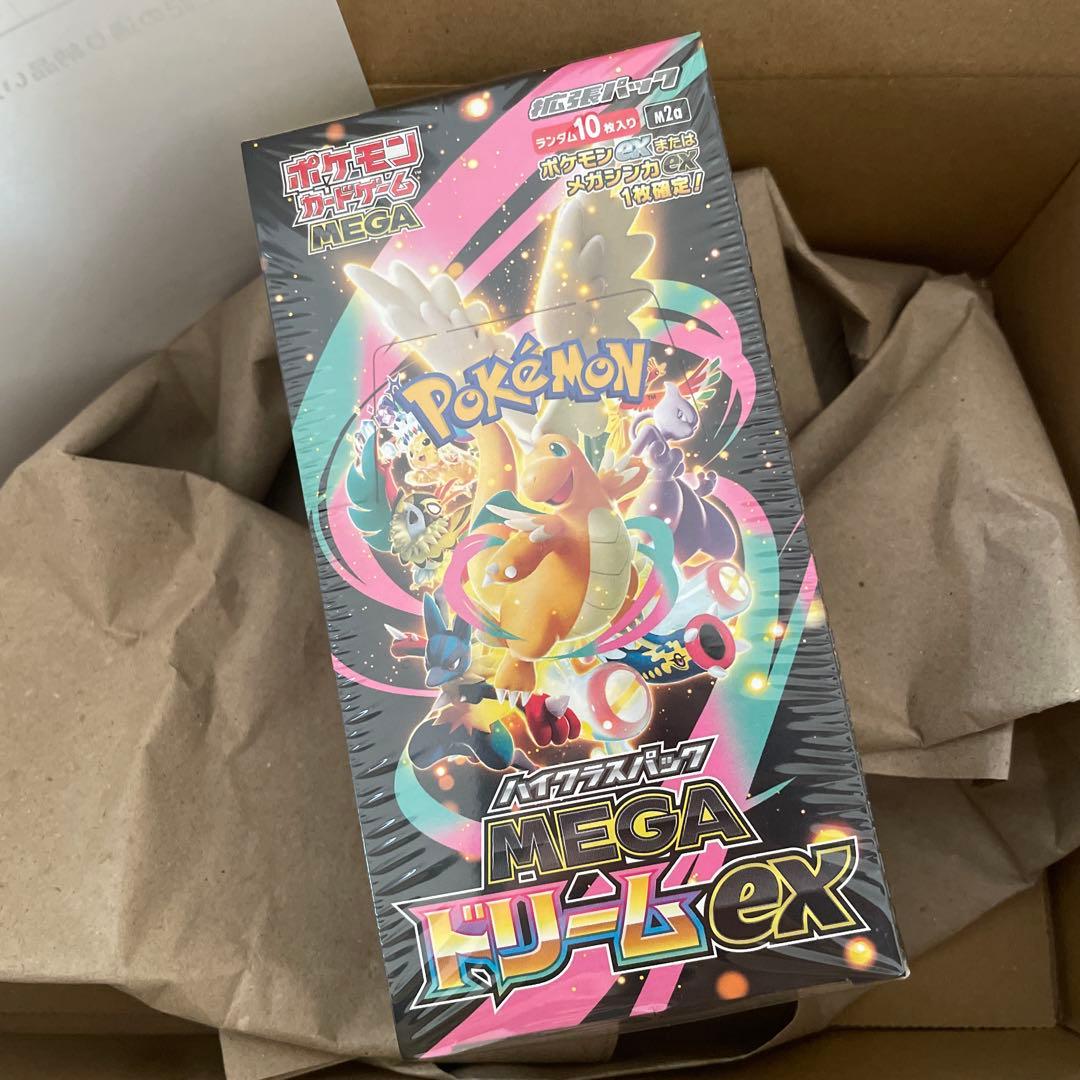 拡張パック
ランダム10枚入り M2a
ポケモンexまたは
メガシンカex
1枚確定!
ポケモン
カードゲーム™
MEGA
POKéMON™
ハイクラスパック
MEGA
ドリームex